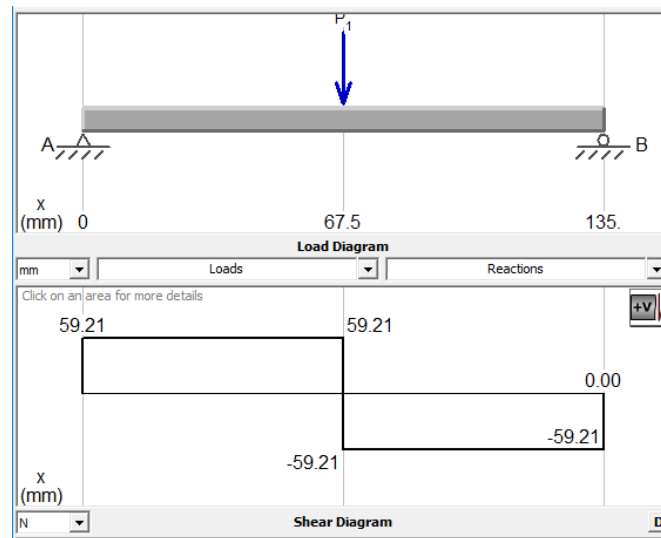 P1
A
B
x
(mm) 0 67.5 135.
Load Diagram
mm Loads Reactions
Click on an area for more details
+V
59.21 59.21
0.00
-59.21
-59.21
x
(mm)
N Shear Diagram D